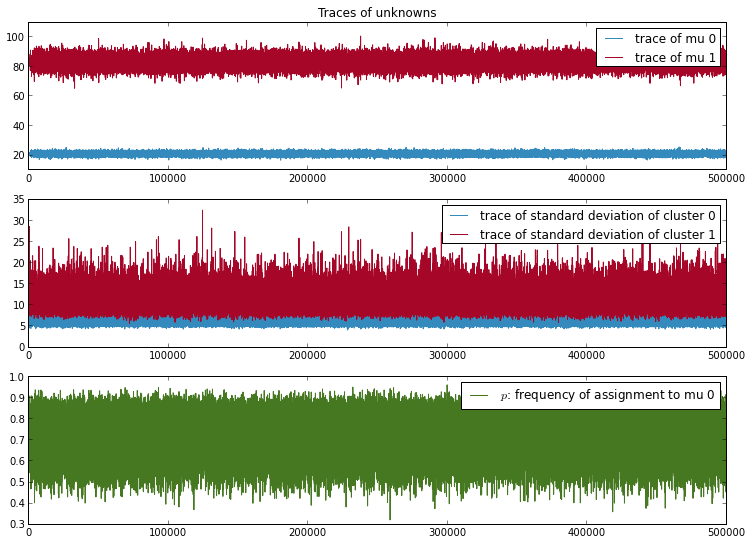 Traces of unknowns
100
80
60
40
20
trace of mu 0
trace of mu 1
0 100000 200000 300000 400000 500000
35
30
25
20
15
10
5
0
trace of standard deviation of cluster 0
trace of standard deviation of cluster 1
0 100000 200000 300000 400000 500000
1.0
0.9
0.8
0.7
0.6
0.5
0.4
0.3
p: frequency of assignment to mu 0
0 100000 200000 300000 400000 500000